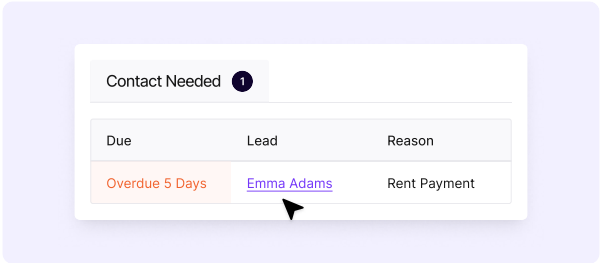 Contact Needed 1
Due Lead Reason
Overdue 5 Days Emma Adams Rent Payment